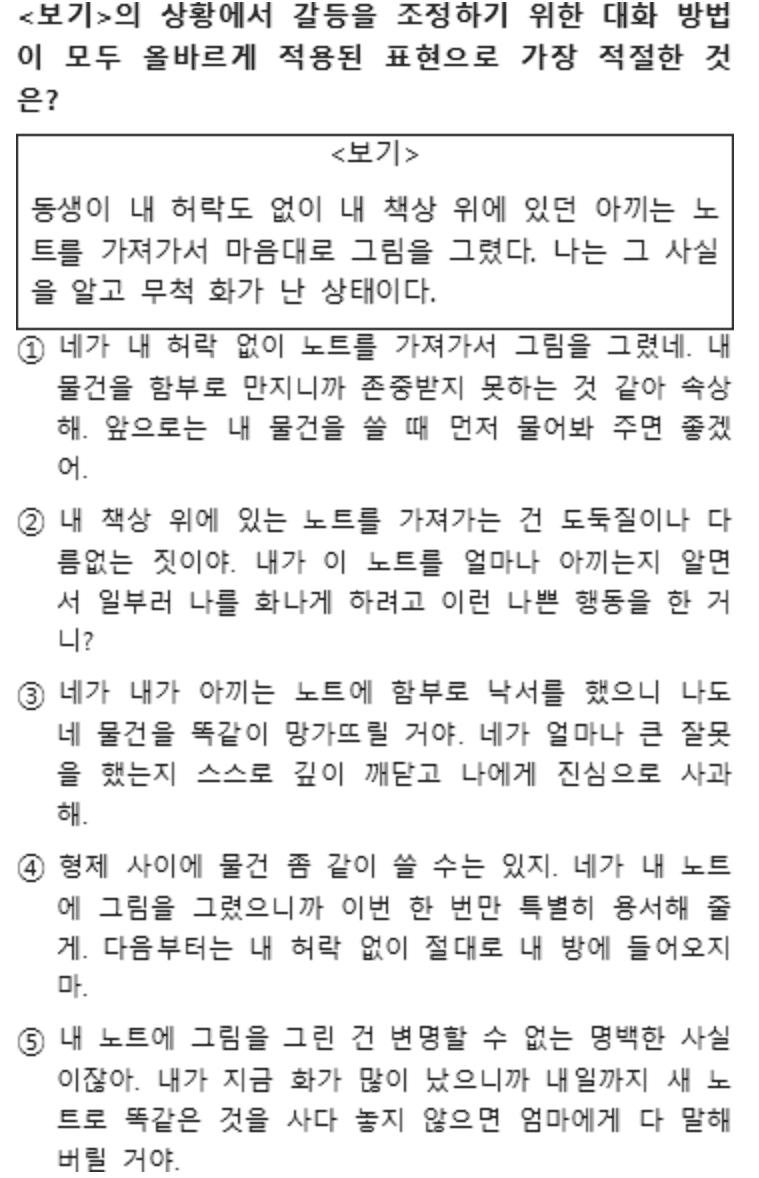 <보기>의 상황에서 갈등을 조정하기 위한 대화 방법
이 모두 올바르게 적용된 표현으로 가장 적절한 것
은?
<보기>
동생이 내 허락도 없이 내 책상 위에 있던 아끼는 노
트를 가져가서 마음대로 그림을 그렸다. 나는 그 사실
을 알고 무척 화가 난 상태이다.
① 네가 내 허락 없이 노트를 가져가서 그림을 그렸네. 내
물건을 함부로 만지니까 존중받지 못하는 것 같아 속상
해. 앞으로는 내 물건을 쓸 때 먼저 물어봐 주면 좋겠
어.
② 내 책상 위에 있는 노트를 가져가는 건 도둑질이나 다
름없는 짓이야. 내가 이 노트를 얼마나 아끼는지 알면
서 일부러 나를 화나게 하려고 이런 나쁜 행동을 한 거
니?
③ 네가 내가 아끼는 노트에 함부로 낙서를 했으니 나도
네 물건을 똑같이 망가뜨릴 거야. 네가 얼마나 큰 잘못
을 했는지 스스로 깊이 깨닫고 나에게 진심으로 사과
해.
④ 형제 사이에 물건 좀 같이 쓸 수는 있지. 네가 내 노트
에 그림을 그렸으니까 이번 한 번만 특별히 용서해 줄
게. 다음부터는 내 허락 없이 절대로 내 방에 들어오지
마.
⑤ 내 노트에 그림을 그린 건 변명할 수 없는 명백한 사실
이잖아. 내가 지금 화가 많이 났으니까 내일까지 새 노
트로 똑같은 것을 사다 놓지 않으면 엄마에게 다 말해
버릴 거야.